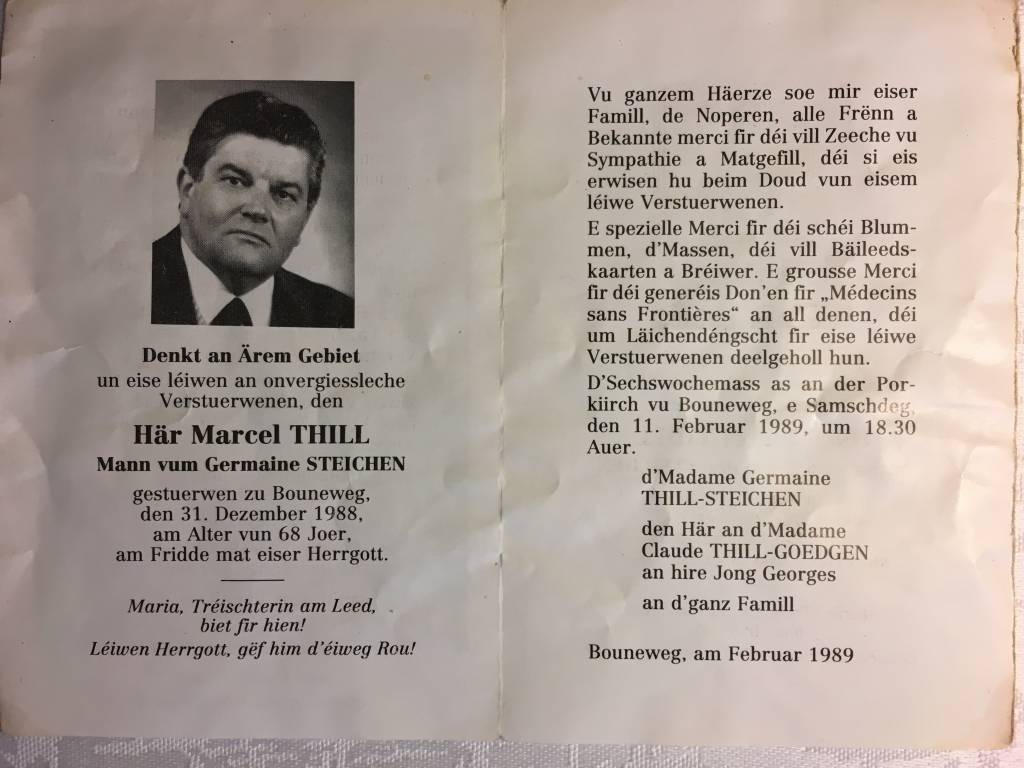 Denkt an Ärem Gebiet
un eise léiwen an onvergiessleche
Verstuerwenen, den
Här Marcel THILL
Mann vum Germaine STEICHEN
gestuerwen zu Bouneweg,
den 31. Dezember 1988,
am Alter vun 68 Joer,
am Fridde mat eiser Herrgott.
Maria, Tréischterin am Leed,
biet fir hien!
Léiwen Herrgott, gëf him d'éiweg Rou!
Vu ganzem Häerze soe mir eiser
Famill, de Noperen, alle Frënn a
Bekannte merci fir déi vill Zeeche vu
Sympathie a Matgefill, déi si eis
erwisen hu beim Doud vun eisem
léiwe Verstuerwenen.
E spezielle Merci fir déi schéi Blum-
men, d'Massen, déi vill Bäileeds-
kaarten a Bréiwer. E grousse Merci
fir déi generéis Don'en fir „Médecins
sans Frontières“ an all denen, déi
um Läichendéngscht fir eise léiwe
Verstuerwenen deelgeholl hun.
D'Sechswochemass as an der Por-
kiirch vu Bouneweg, e Samschdeg,
den 11. Februar 1989, um 18.30
Auer.
d'Madame Germaine
THILL-STEICHEN
den Här an d'Madame
Claude THILL-GOEDGEN
an hire Jong Georges
an d'ganz Famill
Bouneweg, am Februar 1989